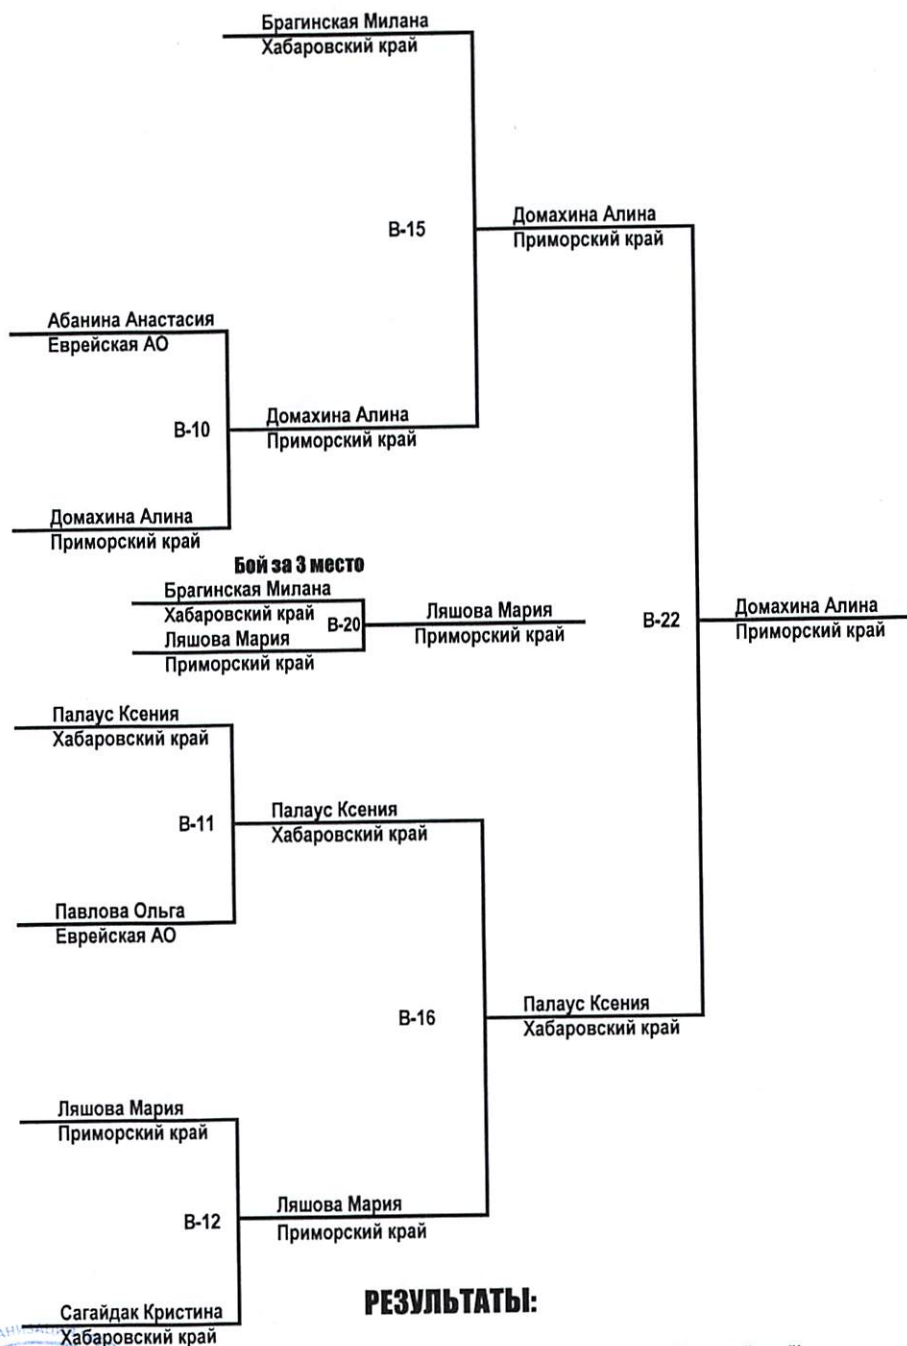 Брагинская Милана
Хабаровский край
В-15
Домахина Алина
Приморский край
Абанина Анастасия
Еврейская АО
В-10
Домахина Алина
Приморский край
Домахина Алина
Приморский край
Бой за 3 место
Брагинская Милана
Хабаровский край
В-20
Ляшова Мария
Приморский край
Ляшова Мария
Приморский край
В-22
Домахина Алина
Приморский край
Палаус Ксения
Хабаровский край
В-11
Палаус Ксения
Хабаровский край
Павлова Ольга
Еврейская АО
В-16
Палаус Ксения
Хабаровский край
Ляшова Мария
Приморский край
В-12
Ляшова Мария
Приморский край
Сагайдак Кристина
Хабаровский край
РЕЗУЛЬТАТЫ: